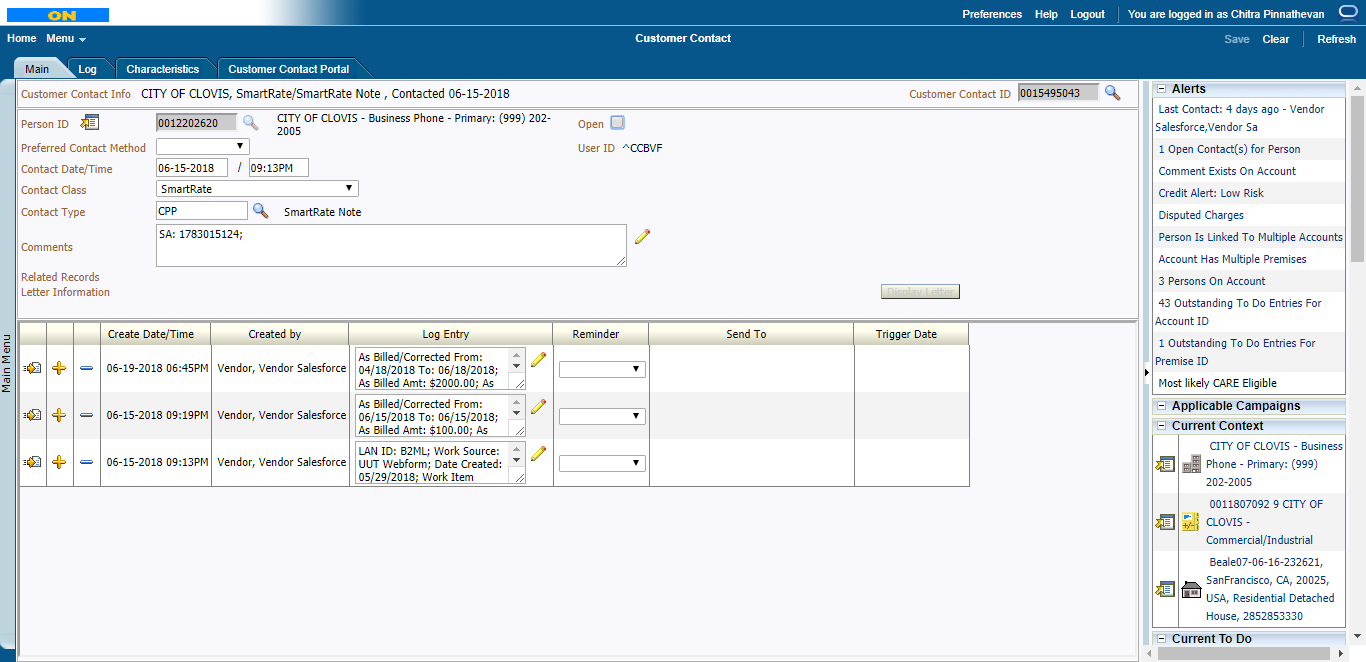 ON
Preferences Help Logout You are logged in as Chitra Pinnathevan
Home Menu Customer Contact Save Clear Refresh
Main Log Characteristics Customer Contact Portal
Main Menu
Customer Contact Info CITY OF CLOVIS, SmartRate/SmartRate Note , Contacted 06-15-2018 Customer Contact ID 0015495043
Person ID 0012202620 CITY OF CLOVIS - Business Phone - Primary: (999) 202-
2005
Open
Preferred Contact Method User ID ^CCBVF
Contact Date/Time 06-15-2018 / 09:13PM
Contact Class SmartRate
Contact Type CPP SmartRate Note
Comments SA: 1783015124;
Related Records
Letter Information Display Letter
Create Date/Time Created by Log Entry Reminder Send To Trigger Date
06-19-2018 06:45PM Vendor, Vendor Salesforce As Billed/Corrected From:
04/18/2018 To: 06/18/2018;
As Billed Amt: $2000.00; As
06-15-2018 09:19PM Vendor, Vendor Salesforce As Billed/Corrected From:
06/15/2018 To: 06/15/2018;
As Billed Amt: $100.00; As
06-15-2018 09:13PM Vendor, Vendor Salesforce LAN ID: B2ML; Work Source:
UUT Webform; Date Created:
05/29/2018; Work Item
Alerts
Last Contact: 4 days ago - Vendor
Salesforce,Vendor Sa
1 Open Contact(s) for Person
Comment Exists On Account
Credit Alert: Low Risk
Disputed Charges
Person Is Linked To Multiple Accounts
Account Has Multiple Premises
3 Persons On Account
43 Outstanding To Do Entries For
Account ID
1 Outstanding To Do Entries For
Premise ID
Most likely CARE Eligible
Applicable Campaigns
Current Context
CITY OF CLOVIS - Business
Phone - Primary: (999)
202-2005
0011807092 9 CITY OF
CLOVIS -
Commercial/Industrial
Beale07-06-16-232621,
SanFrancisco, CA, 20025,
USA, Residential Detached
House, 2852853330
Current To Do